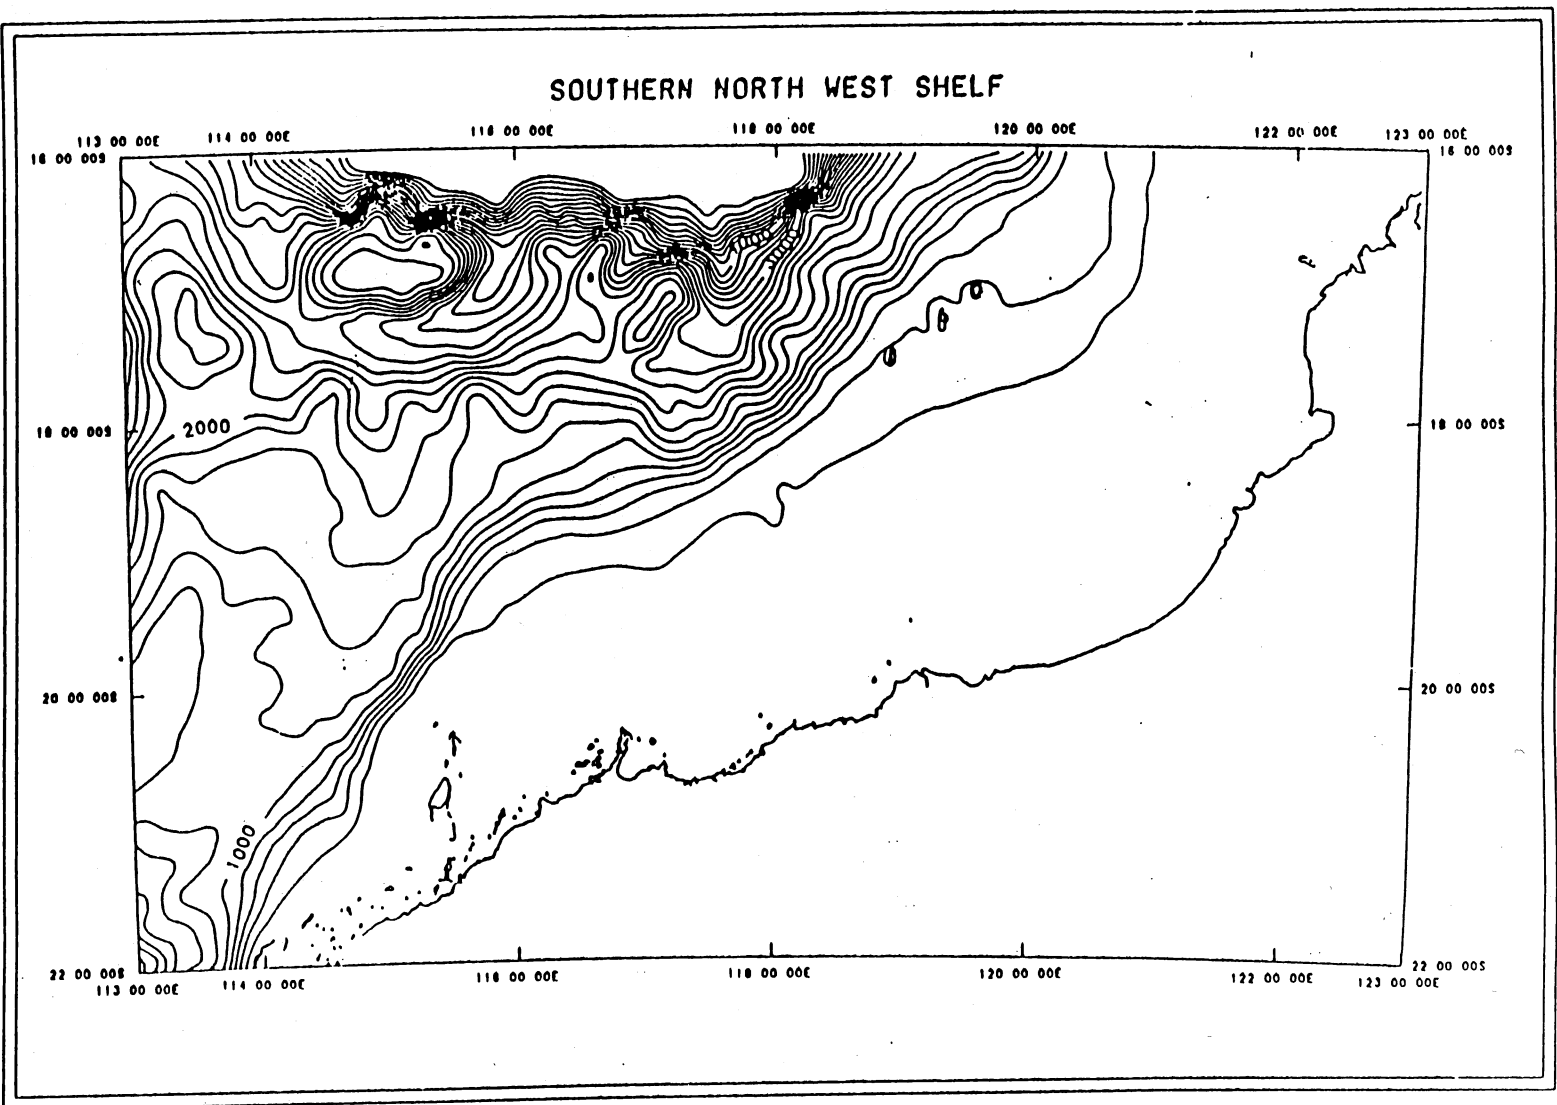 SOUTHERN NORTH WEST SHELF
113 00 00E 114 00 00E 116 00 00E 118 00 00E 120 00 00E 122 00 00E 123 00 00E
16 00 00S 16 00 00S
2000
18 00 00S 18 00 00S
20 00 00S 20 00 00S
1000
22 00 00S 22 00 00S
113 00 00E 114 00 00E 116 00 00E 118 00 00E 120 00 00E 122 00 00E 123 00 00E